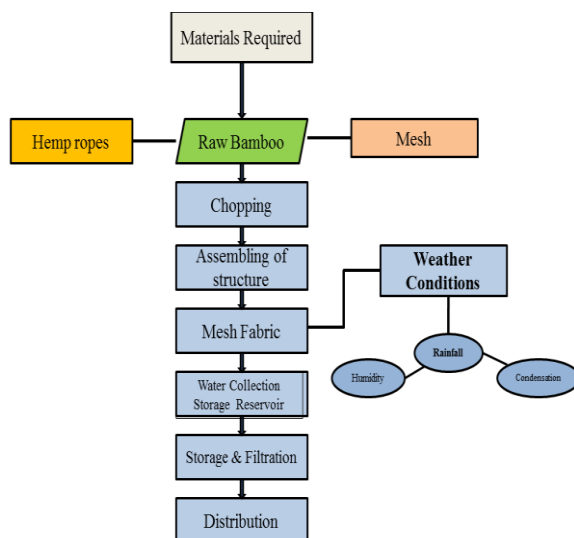 Materials Required
Hemp ropes
Raw Bamboo
Mesh
Chopping
Assembling of
structure
Weather
Conditions
Mesh Fabric
Rainfall
Humidity
Condensation
Water Collection
Storage Reservoir
Storage & Filtration
Distribution